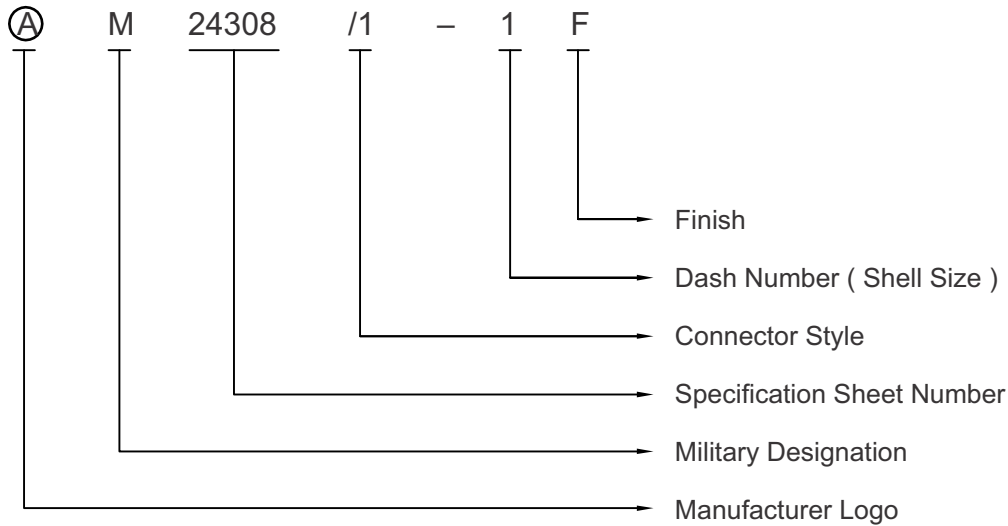 Ⓐ M 24308 /1 – 1 F
Finish
Dash Number ( Shell Size )
Connector Style
Specification Sheet Number
Military Designation
Manufacturer Logo